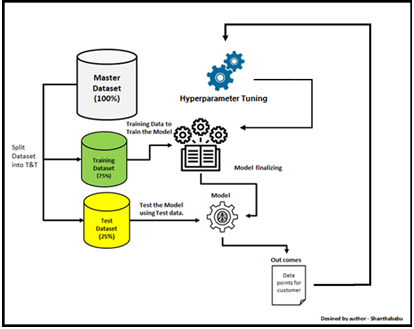 Master
Dataset
(100%)
Hyperparameter Tuning
Training Data to
Train the Model
Split
Dataset
into T&T
Training
Dataset
(75%)
Model finalizing
Test the Model
using Test data.
Model
Test
Dataset
(25%)
Out comes
Data
points for
customer
Desined by author - Shanthababu